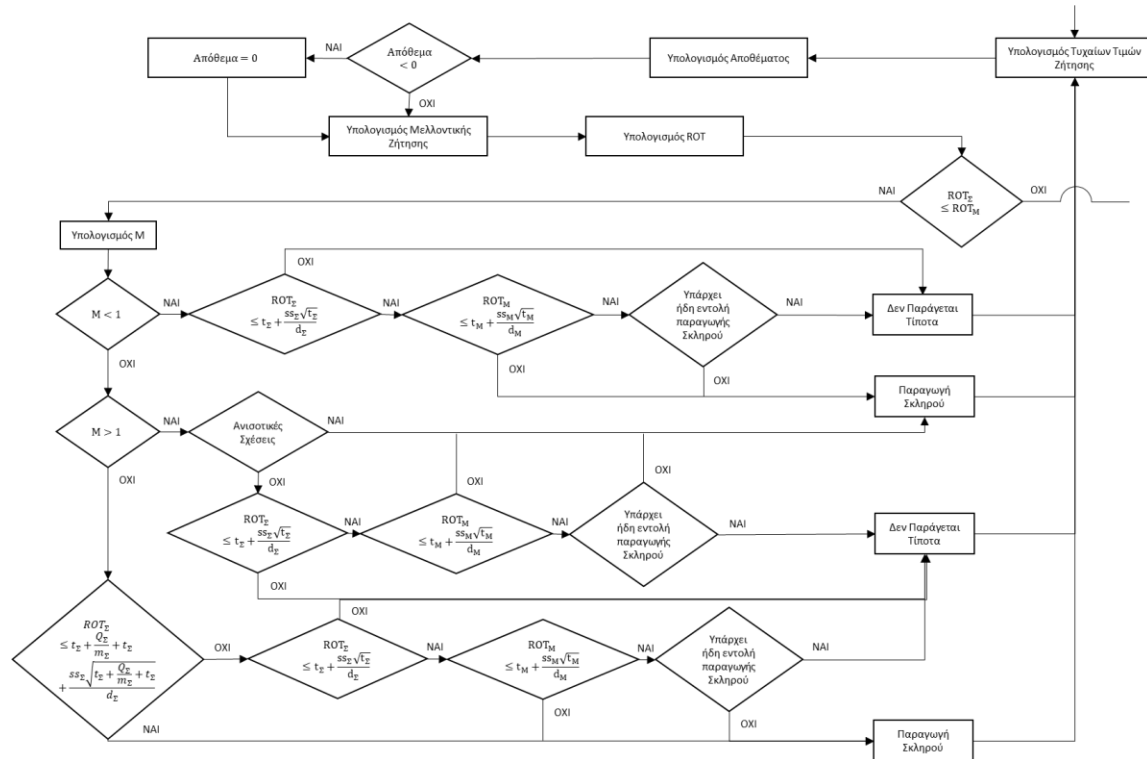 Απόθεμα = 0
ΝΑΙ
Απόθεμα
< 0
ΟΧΙ
Υπολογισμός Αποθέματος
Υπολογισμός Τυχαίων Τιμών
Ζήτησης
Υπολογισμός Μελλοντικής
Ζήτησης
Υπολογισμός ROT
ΝΑΙ
ROT_Σ
≤ ROT_M
ΟΧΙ
Υπολογισμός Μ
M < 1
ΝΑΙ
ΟΧΙ
ROT_Σ
≤ t_Σ + ss_Σ√t_Σ / d_Σ
ΟΧΙ
ΝΑΙ
ROT_M
≤ t_M + ss_M√t_M / d_M
ΝΑΙ
ΟΧΙ
Υπάρχει
ήδη εντολή
παραγωγής
Σκληρού
ΝΑΙ
ΟΧΙ
Δεν Παράγεται
Τίποτα
Παραγωγή
Σκληρού
M > 1
ΝΑΙ
ΟΧΙ
Ανισοτικές
Σχέσεις
ΝΑΙ
ΟΧΙ
ROT_Σ
≤ t_Σ + ss_Σ√t_Σ / d_Σ
ΝΑΙ
ΟΧΙ
ROT_M
≤ t_M + ss_M√t_M / d_M
ΟΧΙ
ΝΑΙ
Υπάρχει
ήδη εντολή
παραγωγής
Σκληρού
ΟΧΙ
ΝΑΙ
Δεν Παράγεται
Τίποτα
ROT_Σ
≤ t_Σ + Q_Σ / m_Σ + t_Σ
+ ss_Σ√(t_Σ + Q_Σ / m_Σ + t_Σ) / d_Σ
ΟΧΙ
ΝΑΙ
ROT_Σ
≤ t_Σ + ss_Σ√t_Σ / d_Σ
ΟΧΙ
ΝΑΙ
ROT_M
≤ t_M + ss_M√t_M / d_M
ΝΑΙ
ΟΧΙ
Υπάρχει
ήδη εντολή
παραγωγής
Σκληρού
ΝΑΙ
ΟΧΙ
Παραγωγή
Σκληρού